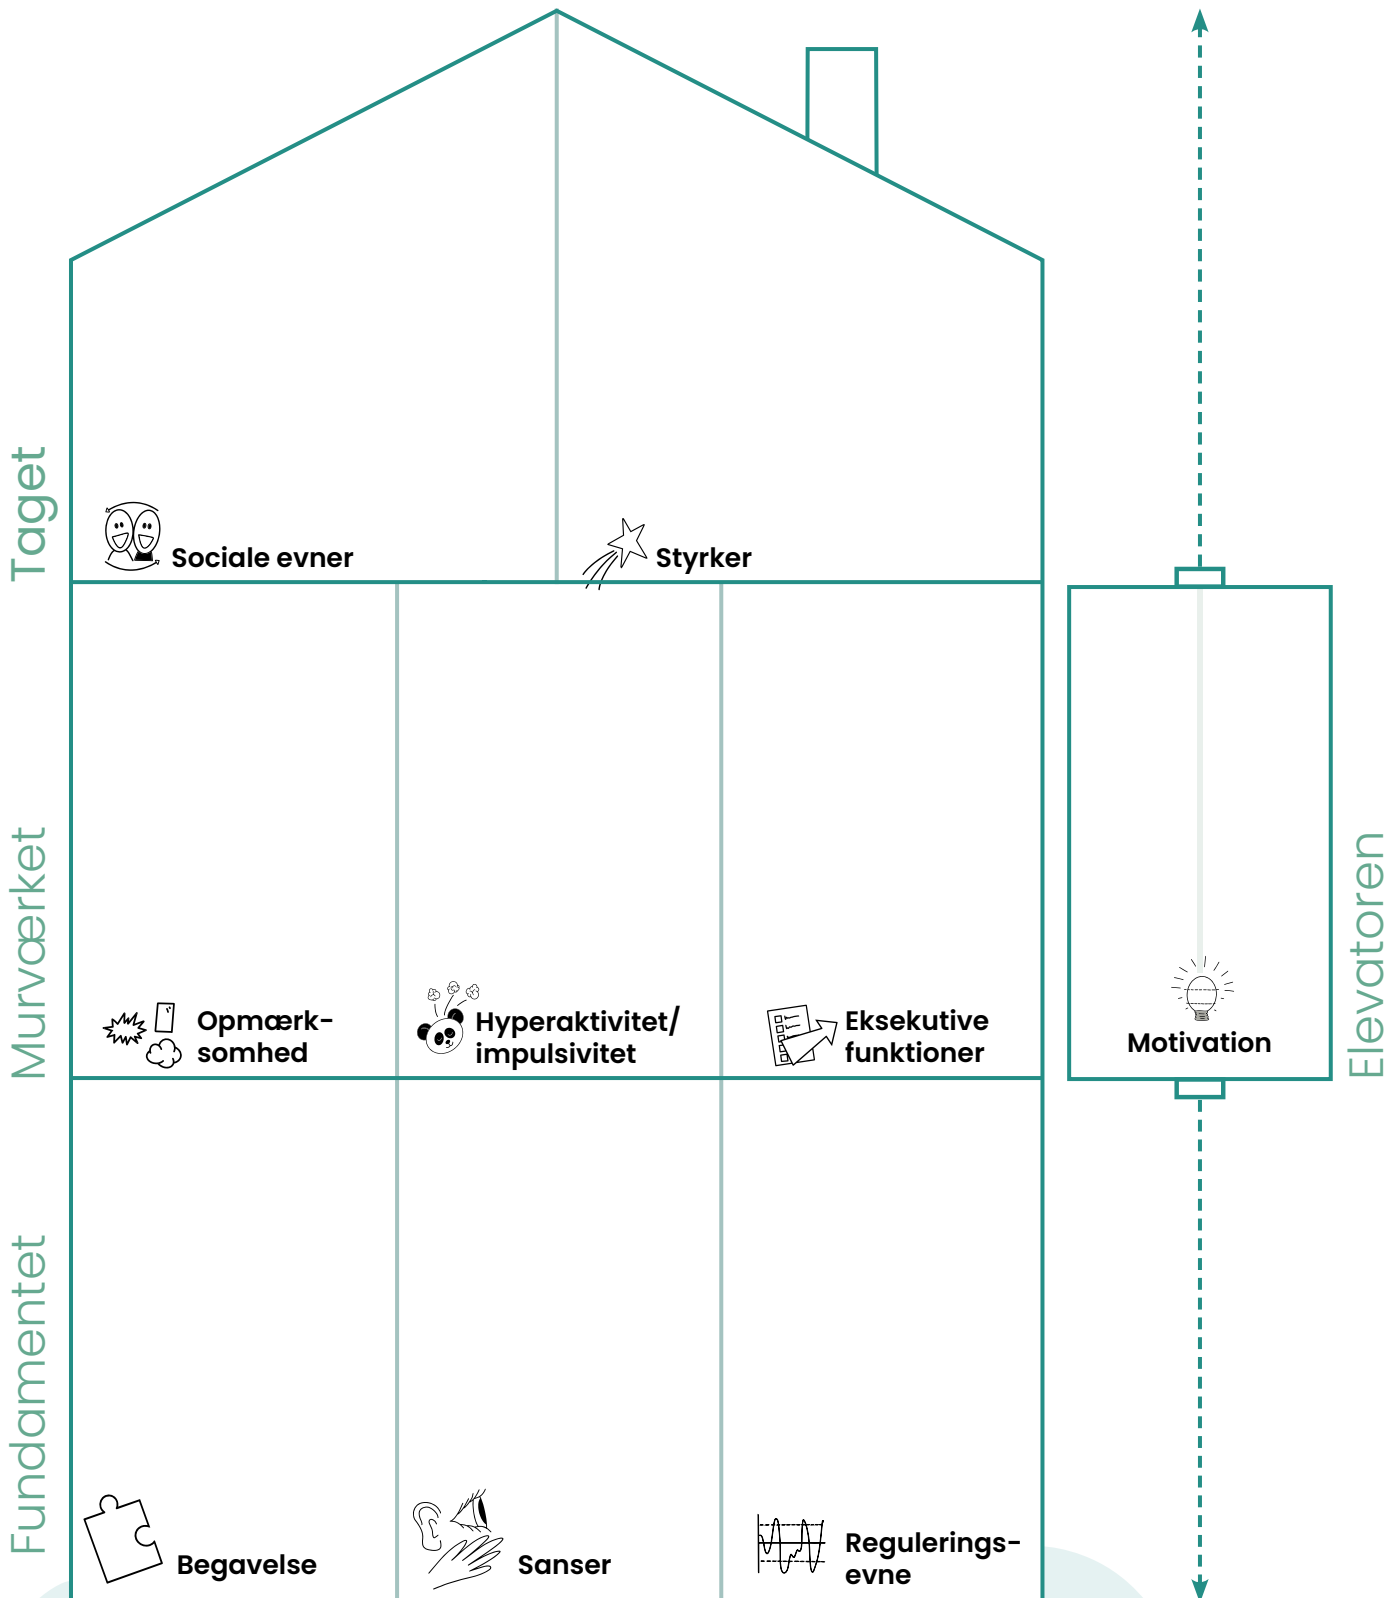 Taget
Sociale evner
Styrker
Murværket
Opmærk-
somhed
Hyperaktivitet/
impulsivitet
Eksekutive
funktioner
Motivation
Elevatoren
Fundamentet
Begavelse
Sanser
Regulerings-
evne